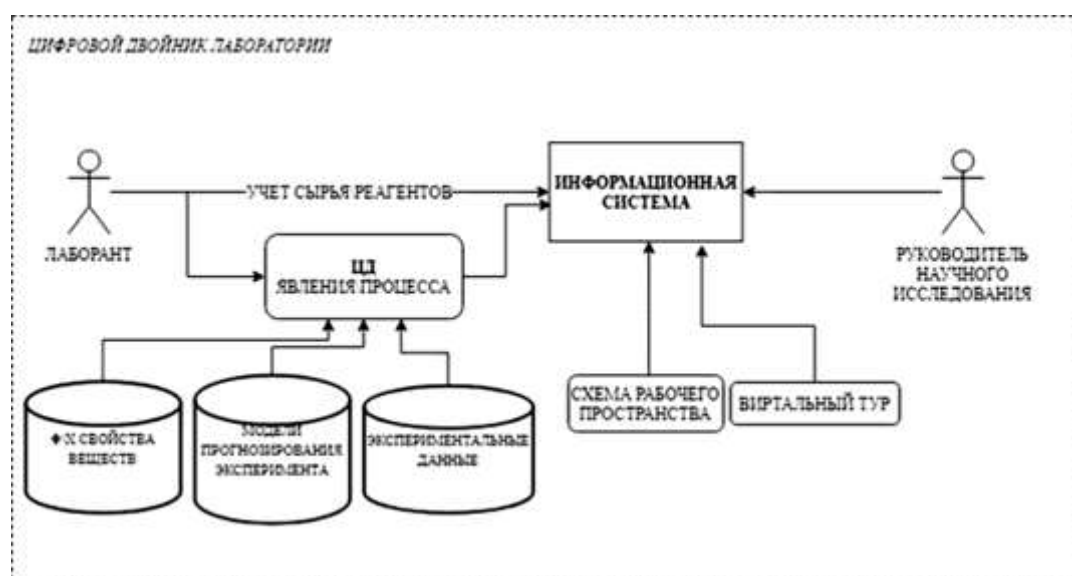 ЦИФРОВОЙ ДВОЙНИК ЛАБОРАТОРИИ
УЧЕТ СЫРЬЯ РЕАГЕНТОВ
ИНФОРМАЦИОННАЯ
СИСТЕМА
ЛАБОРАНТ
РУКОВОДИТЕЛЬ
НАУЧНОГО
ИССЛЕДОВАНИЯ
ЦД
ЯВЛЕНИЯ ПРОЦЕССА
СХЕМА РАБОЧЕГО
ПРОСТРАНСТВА
ВИРТАЛЬНЫЙ ТУР
Ф-Х СВОЙСТВА
ВЕЩЕСТВ
МОДЕЛИ
ПРОГНОЗИРОВАНИЯ
ЭКСПЕРИМЕНТА
ЭКСПЕРИМЕНТАЛЬНЫЕ
ДАННЫЕ